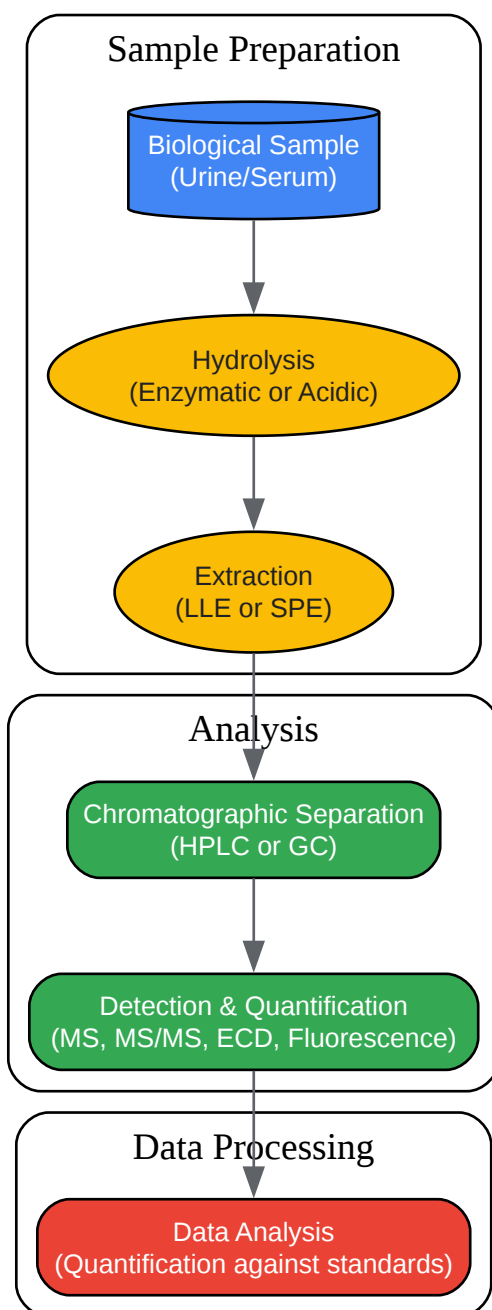 Sample Preparation
Biological Sample
(Urine/Serum)
Hydrolysis
(Enzymatic or Acidic)
Extraction
(LLE or SPE)
Analysis
Chromatographic Separation
(HPLC or GC)
Detection & Quantification
(MS, MS/MS, ECD, Fluorescence)
Data Processing
Data Analysis
(Quantification against standards)